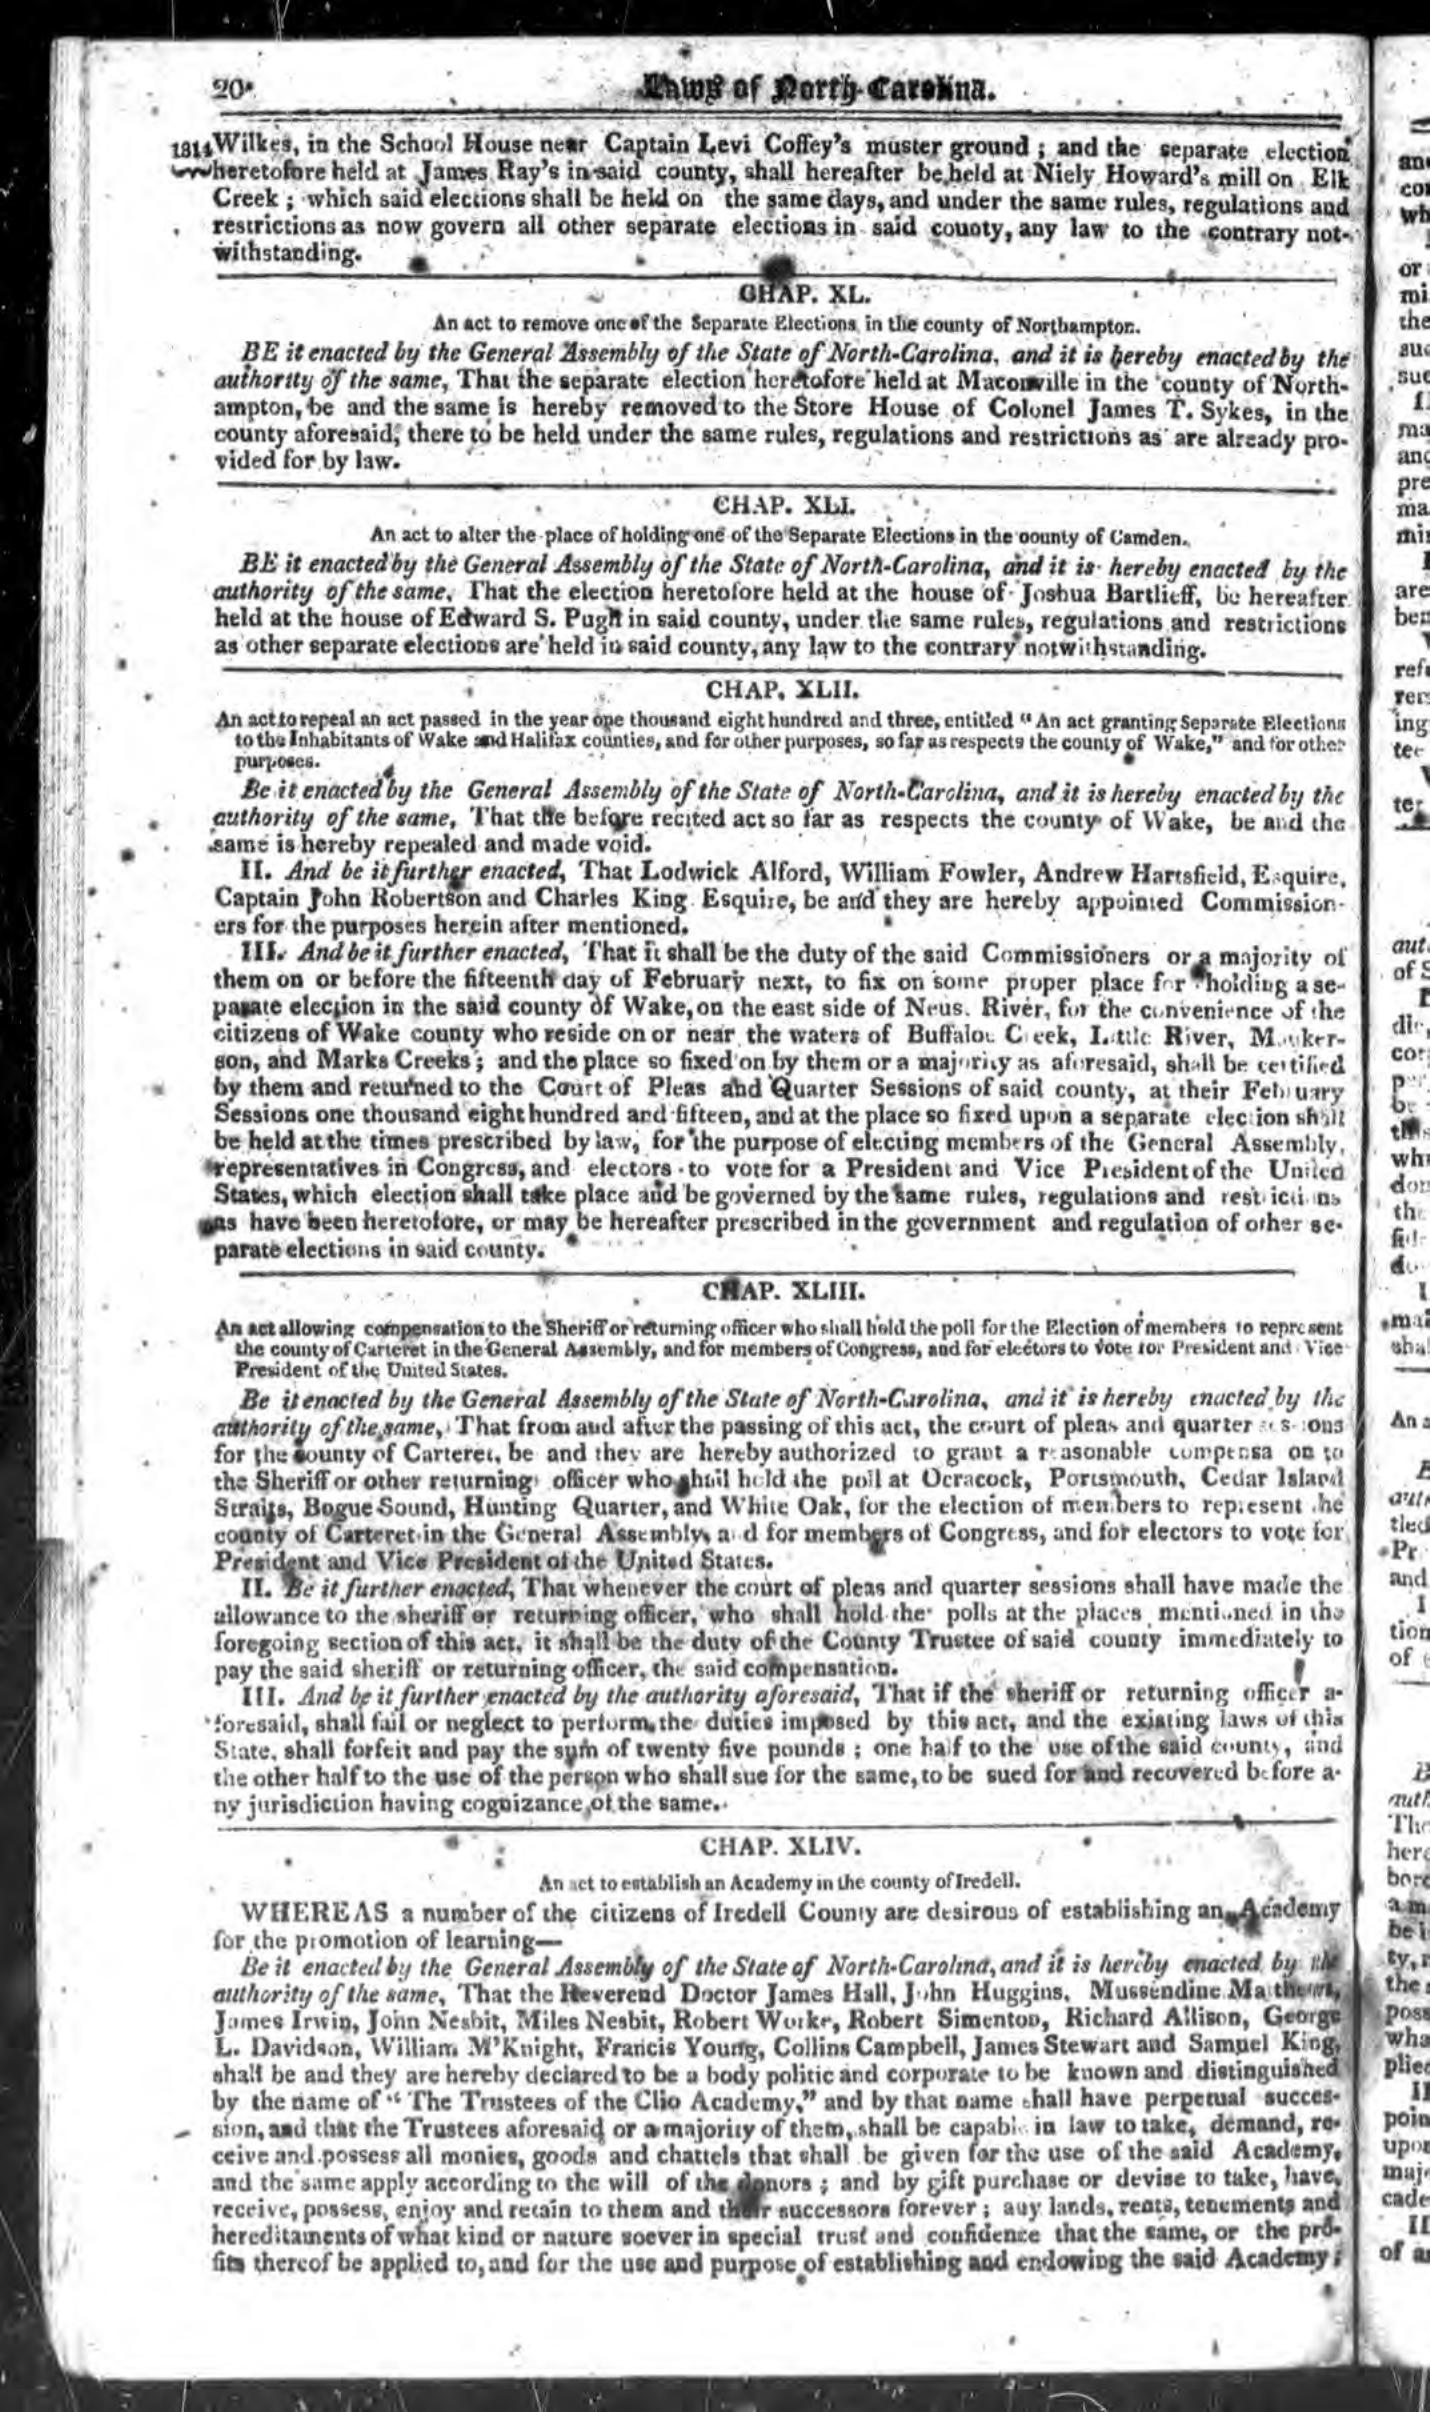 20
Laws of North-Carolina.
1814
Wilkes, in the School House near Captain Levi Coffey's muster ground ; and the separate election
heretofore held at James Ray's in said county, shall hereafter be held at Niely Howard's mill on Elk
Creek ; which said elections shall be held on the same days, and under the same rules, regulations and
restrictions as now govern all other separate elections in said county, any law to the contrary not-
withstanding.
CHAP. XL.
An act to remove one of the Separate Elections in the county of Northampton.
BE it enacted by the General Assembly of the State of North-Carolina, and it is hereby enacted by the
authority of the same, That the separate election heretofore held at Maconville in the county of North-
ampton, be and the same is hereby removed to the Store House of Colonel James T. Sykes, in the
county aforesaid, there to be held under the same rules, regulations and restrictions as are already pro-
vided for by law.
CHAP. XLI.
An act to alter the place of holding one of the Separate Elections in the county of Camden.
BE it enacted by the General Assembly of the State of North-Carolina, and it is hereby enacted by the
authority of the same, That the election heretofore held at the house of Joshua Bartlieff, be hereafter
held at the house of Edward S. Pugh in said county, under the same rules, regulations and restrictions
as other separate elections are held in said county, any law to the contrary notwithstanding.
CHAP. XLII.
An act to repeal an act passed in the year one thousand eight hundred and three, entitled " An act granting Separate Elections
to the Inhabitants of Wake and Halifax counties, and for other purposes, so far as respects the county of Wake," and for other
purposes.
Be it enacted by the General Assembly of the State of North-Carolina, and it is hereby enacted by the
authority of the same, That the before recited act so far as respects the county of Wake, be and the
same is hereby repealed and made void.
II. And be it further enacted, That Lodwick Alford, William Fowler, Andrew Hartsfield, Esquire,
Captain John Robertson and Charles King Esquire, be and they are hereby appointed Commission-
ers for the purposes herein after mentioned.
III. And be it further enacted, That it shall be the duty of the said Commissioners or a majority of
them on or before the fifteenth day of February next, to fix on some proper place for holding a se-
parate election in the said county of Wake, on the east side of Neus. River, for the convenience of the
citizens of Wake county who reside on or near the waters of Buffaloe Creek, Little River, Mocker-
son, and Marks Creeks ; and the place so fixed on by them or a majority as aforesaid, shall be certified
by them and returned to the Court of Pleas and Quarter Sessions of said county, at their February
Sessions one thousand eight hundred and fifteen, and at the place so fixed upon a separate election shall
be held at the times prescribed by law, for the purpose of electing members of the General Assembly,
representatives in Congress, and electors to vote for a President and Vice President of the United
States, which election shall take place and be governed by the same rules, regulations and restrictions
as have been heretofore, or may be hereafter prescribed in the government and regulation of other se-
parate elections in said county.
CHAP. XLIII.
An act allowing compensation to the Sheriff or returning officer who shall hold the poll for the Election of members to represent
the county of Carteret in the General Assembly, and for members of Congress, and for electors to vote for President and Vice
President of the United States.
Be it enacted by the General Assembly of the State of North-Carolina, and it is hereby enacted by the
authority of the same, That from and after the passing of this act, the court of pleas and quarter sessions
for the county of Carteret, be and they are hereby authorized to grant a reasonable compensation to
the Sheriff or other returning officer who shall hold the poll at Ocracock, Portsmouth, Cedar Island
Straits, Bogue Sound, Hunting Quarter, and White Oak, for the election of members to represent the
county of Carteret in the General Assembly, and for members of Congress, and for electors to vote for
President and Vice President of the United States.
II. Be it further enacted, That whenever the court of pleas and quarter sessions shall have made the
allowance to the sheriff or returning officer, who shall hold the polls at the places mentioned in the
foregoing section of this act, it shall be the duty of the County Trustee of said county immediately to
pay the said sheriff or returning officer, the said compensation.
III. And be it further enacted by the authority aforesaid, That if the sheriff or returning officer a-
foresaid, shall fail or neglect to perform the duties imposed by this act, and the existing laws of this
State, shall forfeit and pay the sum of twenty five pounds ; one half to the use of the said county, and
the other half to the use of the person who shall sue for the same, to be sued for and recovered before a-
ny jurisdiction having cognizance of the same.
CHAP. XLIV.
An act to establish an Academy in the county of Iredell.
WHEREAS a number of the citizens of Iredell County are desirous of establishing an Academy
for the promotion of learning—
Be it enacted by the General Assembly of the State of North-Carolina, and it is hereby enacted by the
authority of the same, That the Reverend Doctor James Hall, John Huggins, Mussendine Matthews,
James Irwin, John Nesbit, Miles Nesbit, Robert Worke, Robert Simenton, Richard Allison, George
L. Davidson, William M'Knight, Francis Young, Collins Campbell, James Stewart and Samuel King,
shall be and they are hereby declared to be a body politic and corporate to be known and distinguished
by the name of " The Trustees of the Clio Academy," and by that name shall have perpetual succes-
sion, and that the Trustees aforesaid or a majority of them, shall be capable in law to take, demand, re-
ceive and possess all monies, goods and chattels that shall be given for the use of the said Academy,
and the same apply according to the will of the donors ; and by gift purchase or devise to take, have,
receive, possess, enjoy and retain to them and their successors forever ; any lands, rents, tenements and
hereditaments of what kind or nature soever in special trust and confidence that the same, or the pro-
fits thereof be applied to, and for the use and purpose of establishing and endowing the said Academy ;